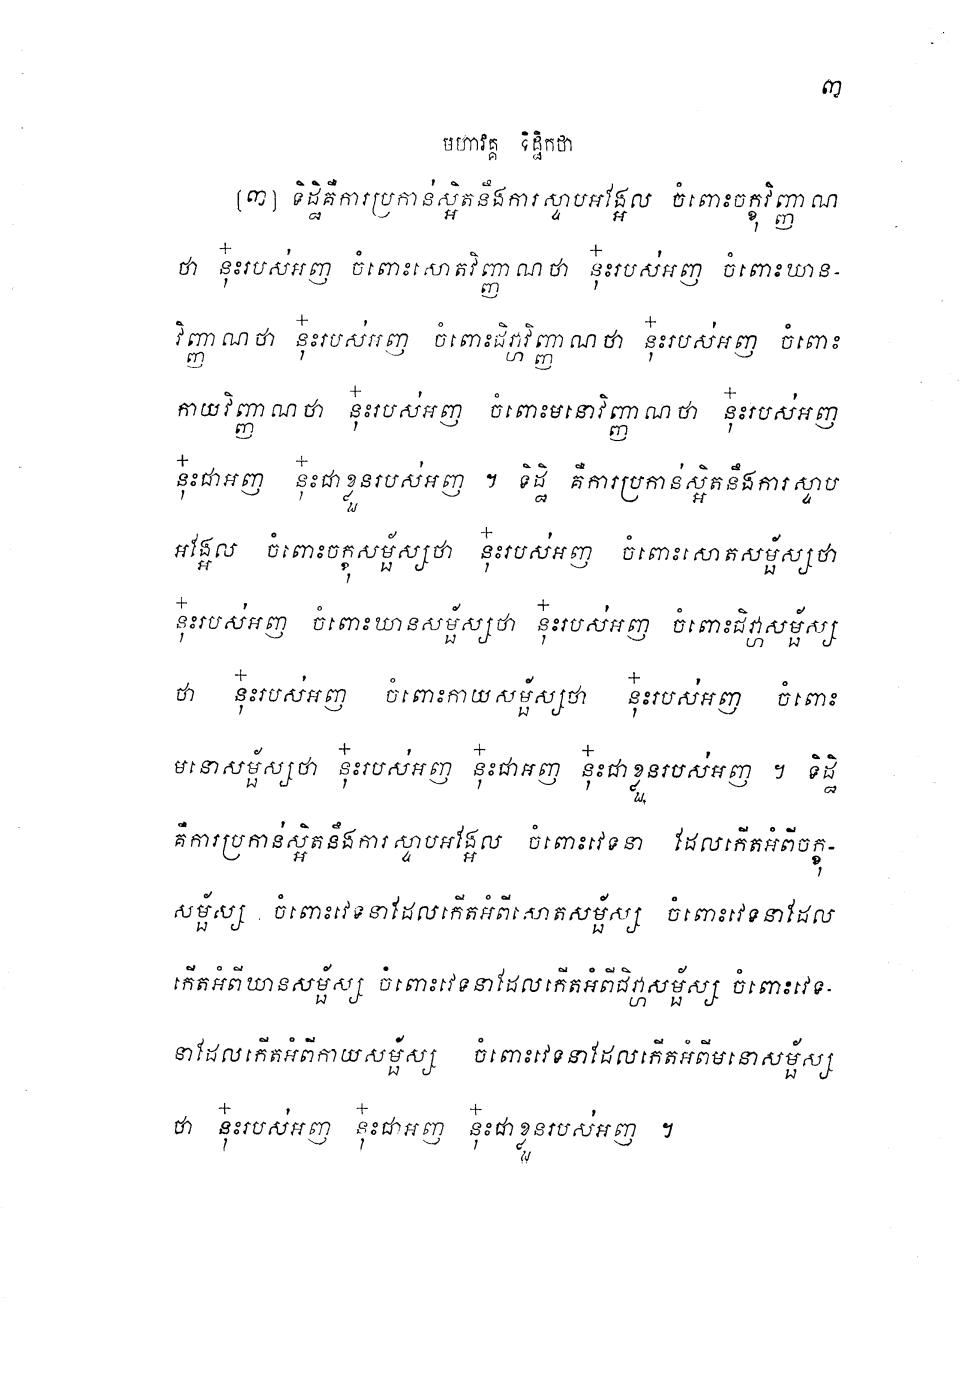 ៣
មហាវគ្គ ទិដ្ឋិកថា
(៣) ទិដ្ឋិគឺការប្រកាន់ស្អិតនឹងការស្ទាបអង្អែល ចំពោះចក្ខុវិញ្ញាណ
ថា នុ៎ះរបស់អញ ចំពោះសោតវិញ្ញាណថា នុ៎ះរបស់អញ ចំពោះឃាន-
វិញ្ញាណថា នុ៎ះរបស់អញ ចំពោះជិវ្ហាវិញ្ញាណថា នុ៎ះរបស់អញ ចំពោះ
កាយវិញ្ញាណថា នុ៎ះរបស់អញ ចំពោះមនោវិញ្ញាណថា នុ៎ះរបស់អញ
នុ៎ះជាអញ នុ៎ះជាខ្លួនរបស់អញ ។ ទិដ្ឋិ គឺការប្រកាន់ស្អិតនឹងការស្ទាប
អង្អែល ចំពោះចក្ខុសម្ផ័ស្សថា នុ៎ះរបស់អញ ចំពោះសោតសម្ផ័ស្សថា
នុ៎ះរបស់អញ ចំពោះឃានសម្ផ័ស្សថា នុ៎ះរបស់អញ ចំពោះជិវ្ហាសម្ផ័ស្ស
ថា នុ៎ះរបស់អញ ចំពោះកាយសម្ផ័ស្សថា នុ៎ះរបស់អញ ចំពោះ
មនោសម្ផ័ស្សថា នុ៎ះរបស់អញ នុ៎ះជាអញ នុ៎ះជាខ្លួនរបស់អញ ។ ទិដ្ឋិ
គឺការប្រកាន់ស្អិតនឹងការស្ទាបអង្អែល ចំពោះវេទនា ដែលកើតអំពីចក្ខុ-
សម្ផ័ស្ស ចំពោះវេទនាដែលកើតអំពីសោតសម្ផ័ស្ស ចំពោះវេទនាដែល
កើតអំពីឃានសម្ផ័ស្ស ចំពោះវេទនាដែលកើតអំពីជិវ្ហាសម្ផ័ស្ស ចំពោះវេទ-
នាដែលកើតអំពីកាយសម្ផ័ស្ស ចំពោះវេទនាដែលកើតអំពីមនោសម្ផ័ស្ស
ថា នុ៎ះរបស់អញ នុ៎ះជាអញ នុ៎ះជាខ្លួនរបស់អញ ។